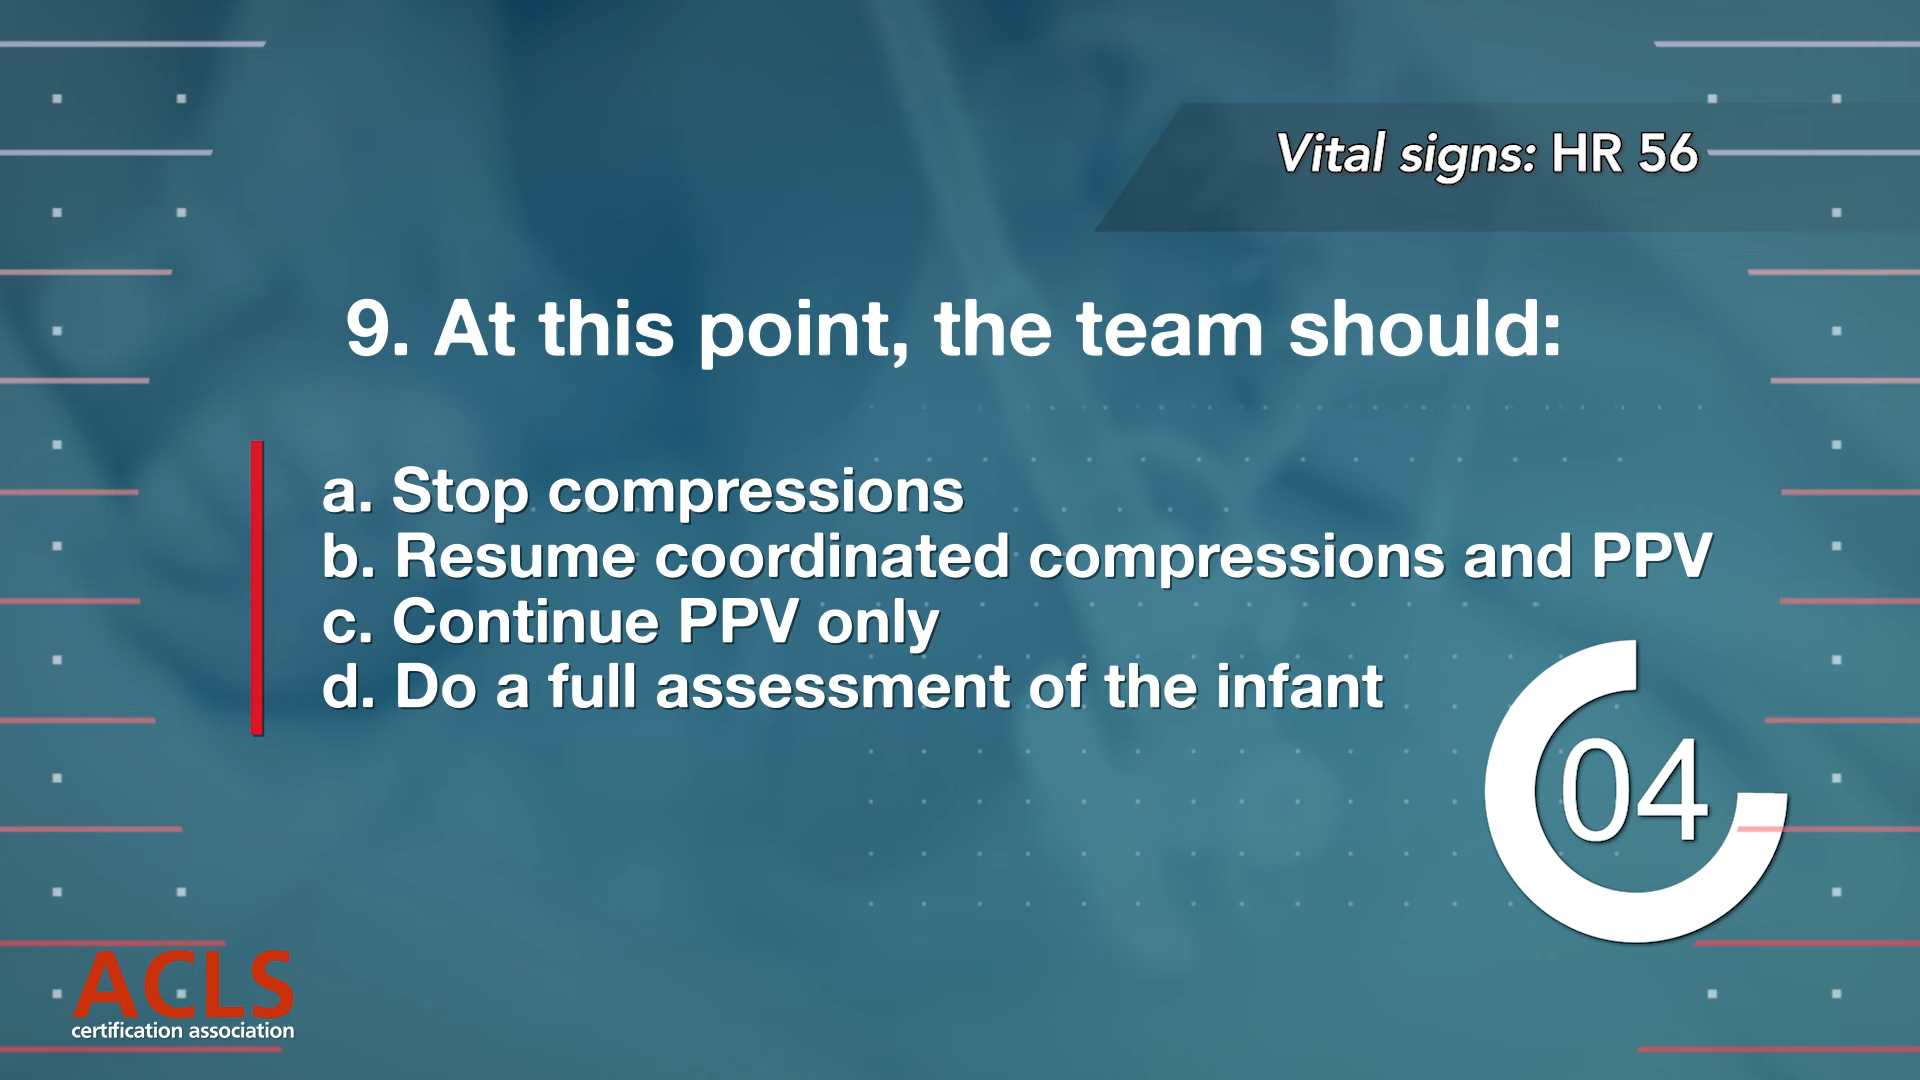 Vital signs: HR 56
9. At this point, the team should:
a. Stop compressions
b. Resume coordinated compressions and PPV
c. Continue PPV only
d. Do a full assessment of the infant
04
ACLS
certification association